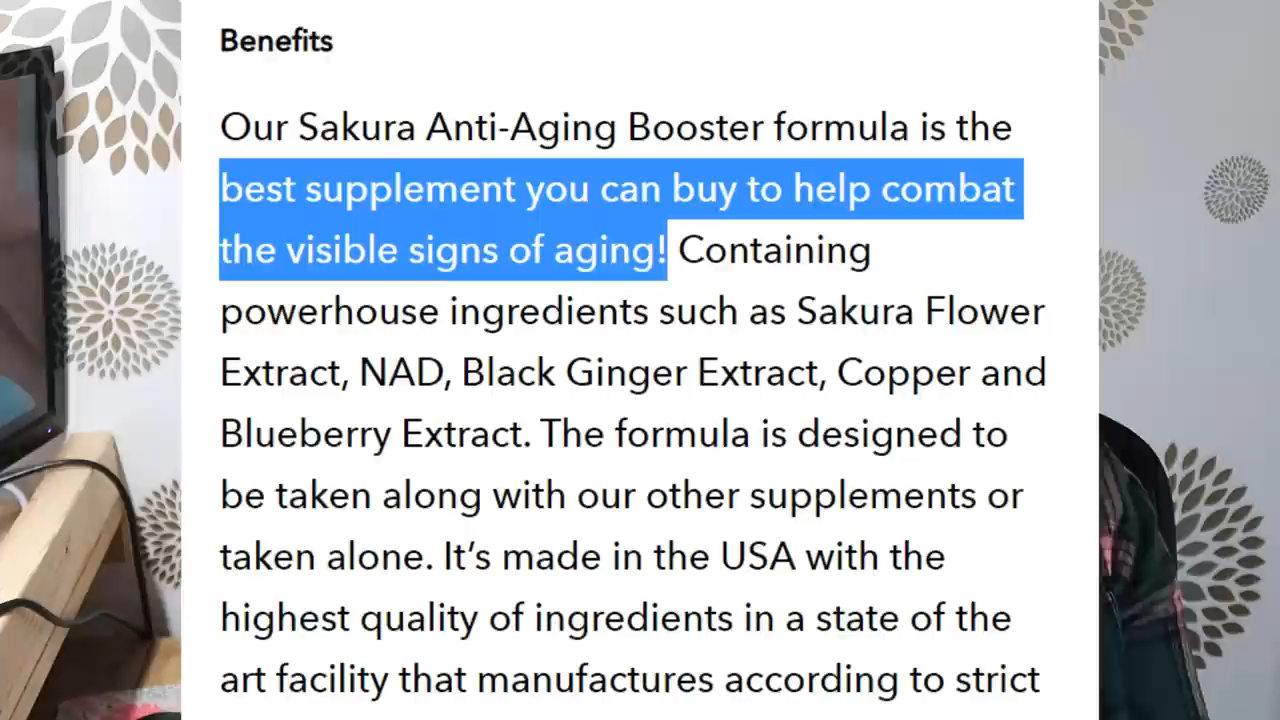 Benefits
Our Sakura Anti-Aging Booster formula is the
best supplement you can buy to help combat
the visible signs of aging! Containing
powerhouse ingredients such as Sakura Flower
Extract, NAD, Black Ginger Extract, Copper and
Blueberry Extract. The formula is designed to
be taken along with our other supplements or
taken alone. It’s made in the USA with the
highest quality of ingredients in a state of the
art facility that manufactures according to strict